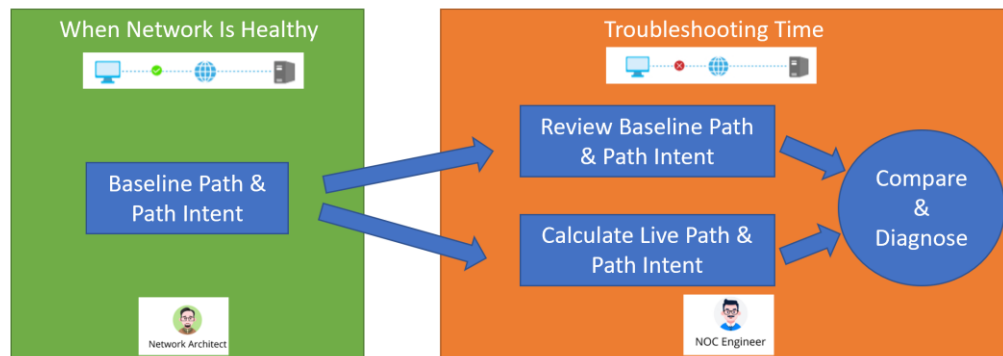 When Network Is Healthy
Baseline Path &
Path Intent
Network Architect
Troubleshooting Time
Review Baseline Path
& Path Intent
Calculate Live Path &
Path Intent
Compare
&
Diagnose
NOC Engineer